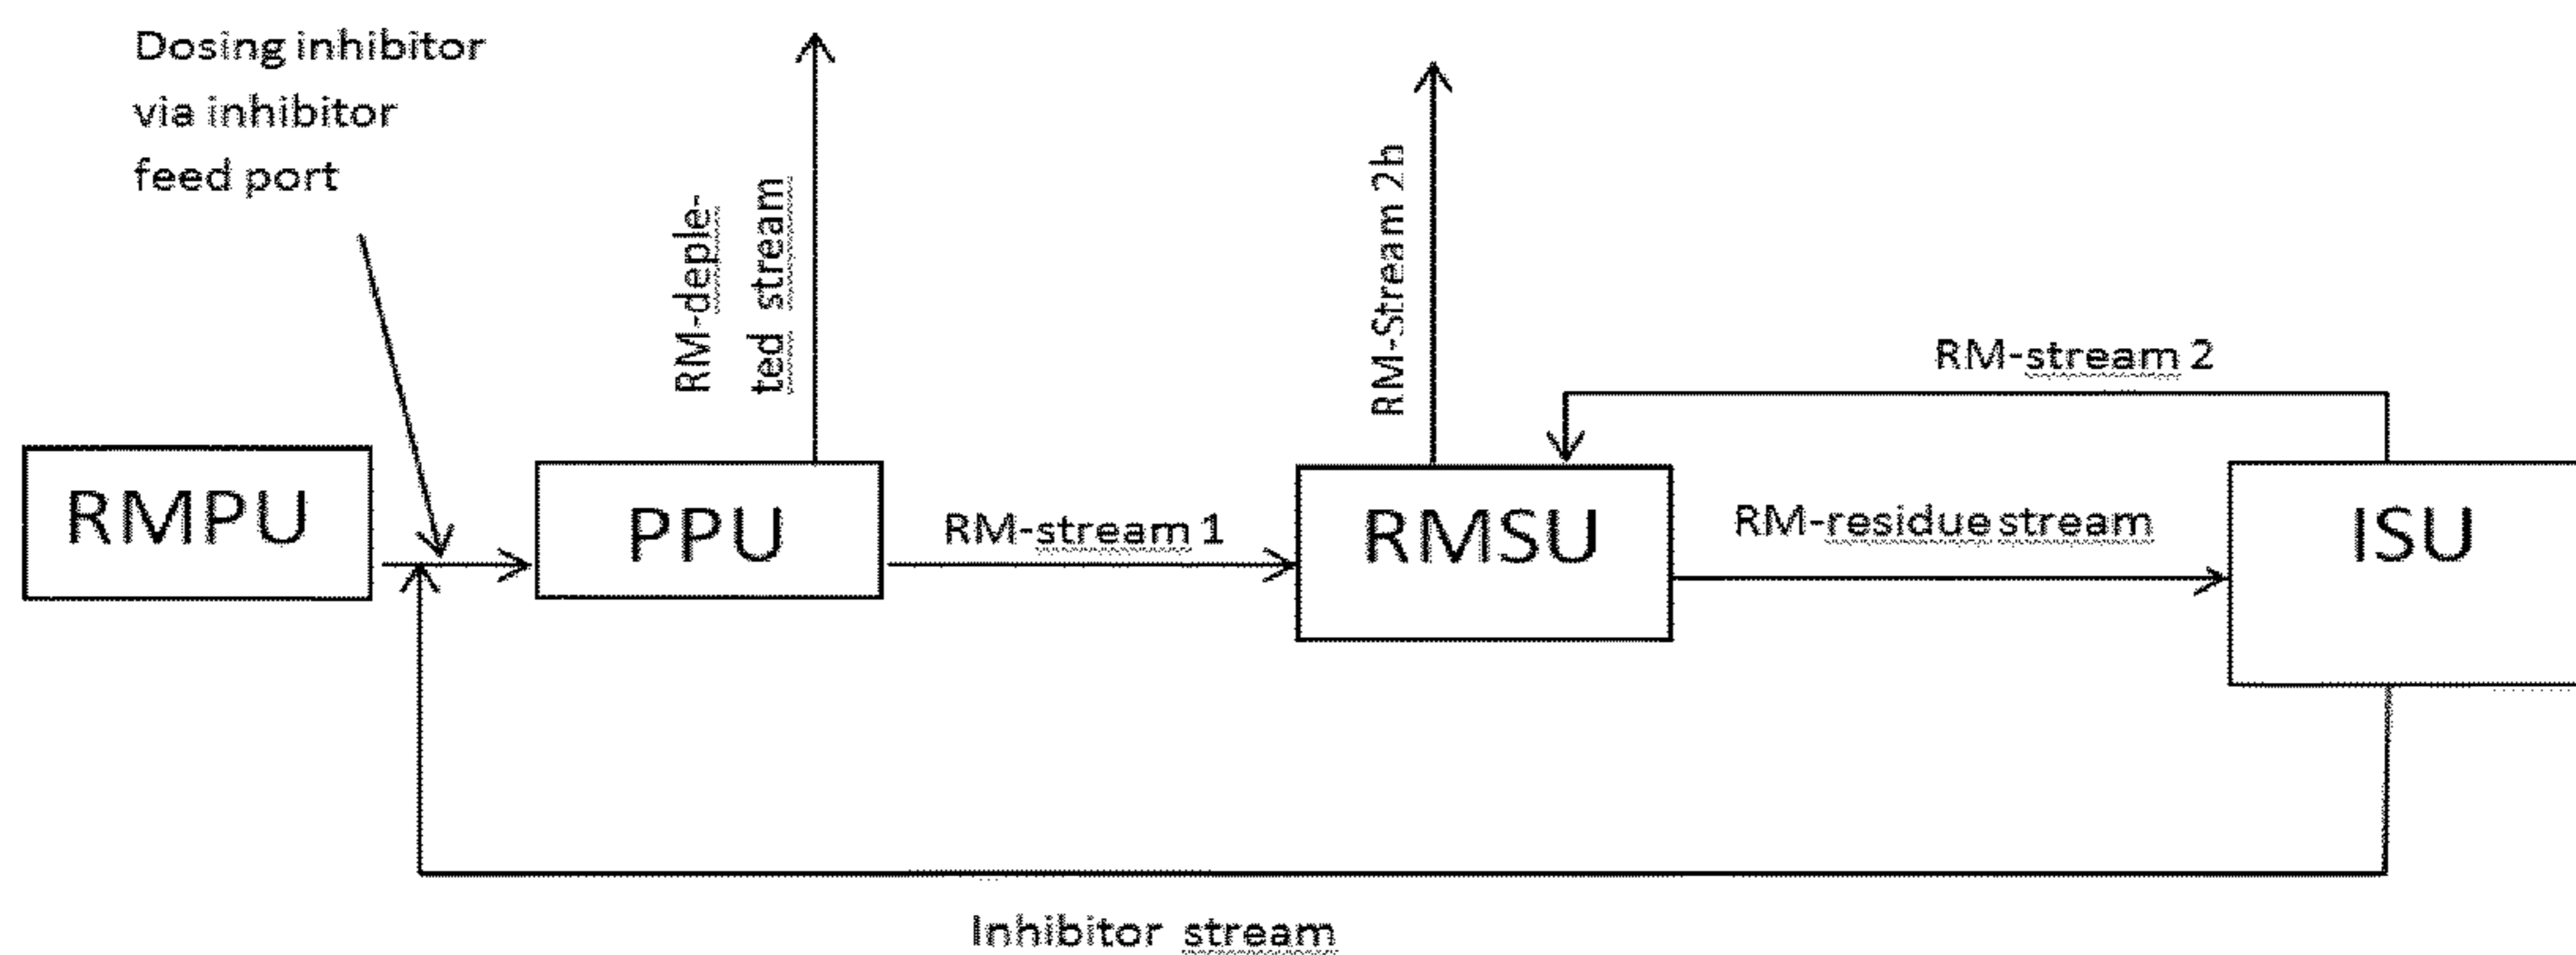 Dosing inhibitor
via inhibitor
feed port
RM-deple-
ted stream
RM-Stream 2b
RM-stream 2
RMPU
PPU
RM-stream 1
RMSU
RM-residue stream
ISU
Inhibitor stream